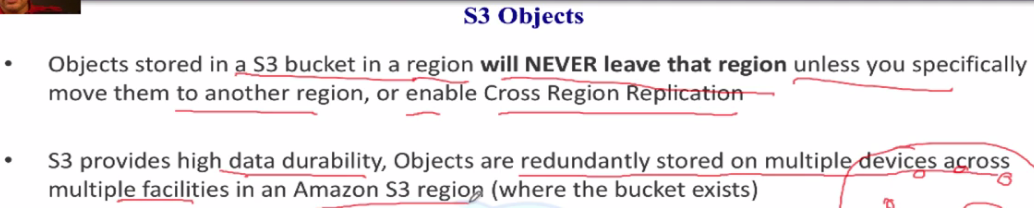 S3 Objects
• Objects stored in a S3 bucket in a region will NEVER leave that region unless you specifically
move them to another region, or enable Cross Region Replication
• S3 provides high data durability, Objects are redundantly stored on multiple devices across
multiple facilities in an Amazon S3 region (where the bucket exists)